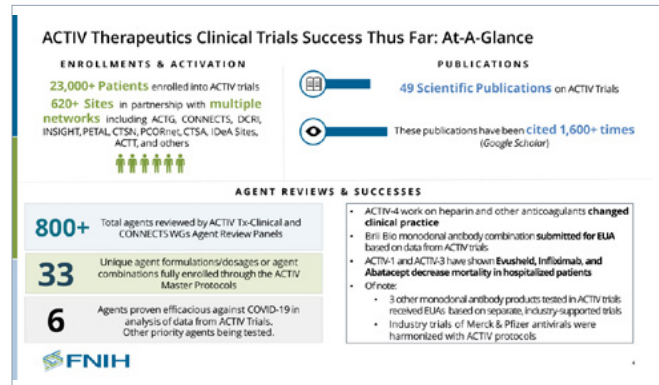 ACTIV Therapeutics Clinical Trials Success Thus Far: At-A-Glance
ENROLLMENTS & ACTIVATION
23,000+ Patients enrolled into ACTIV trials
620+ Sites in partnership with multiple
networks including ACTG, CONNECTS, DCRI,
INSIGHT, PETAL, CTSN, PCORnet, CTSA, IDeA Sites,
ACTT, and others
PUBLICATIONS
49 Scientific Publications on ACTIV Trials
These publications have been cited 1,600+ times
(Google Scholar)
AGENT REVIEWS & SUCCESSES
800+
Total agents reviewed by ACTIV Tx-Clinical and
CONNECTS WGs Agent Review Panels
33
Unique agent formulations/dosages or agent
combinations fully enrolled through the ACTIV
Master Protocols
6
Agents proven efficacious against COVID-19 in
analysis of data from ACTIV Trials.
Other priority agents being tested.
• ACTIV-4 work on heparin and other anticoagulants changed
clinical practice
• Brii Bio monoclonal antibody combination submitted for EUA
based on data from ACTIV trials
• ACTIV-1 and ACTIV-3 have shown Evusheld, Infliximab, and
Abatacept decrease mortality in hospitalized patients
• Of note:
• 3 other monoclonal antibody products tested in ACTIV trials
received EUAs based on separate, industry-supported trials
• Industry trials of Merck & Pfizer antivirals were
harmonized with ACTIV protocols
FNIH